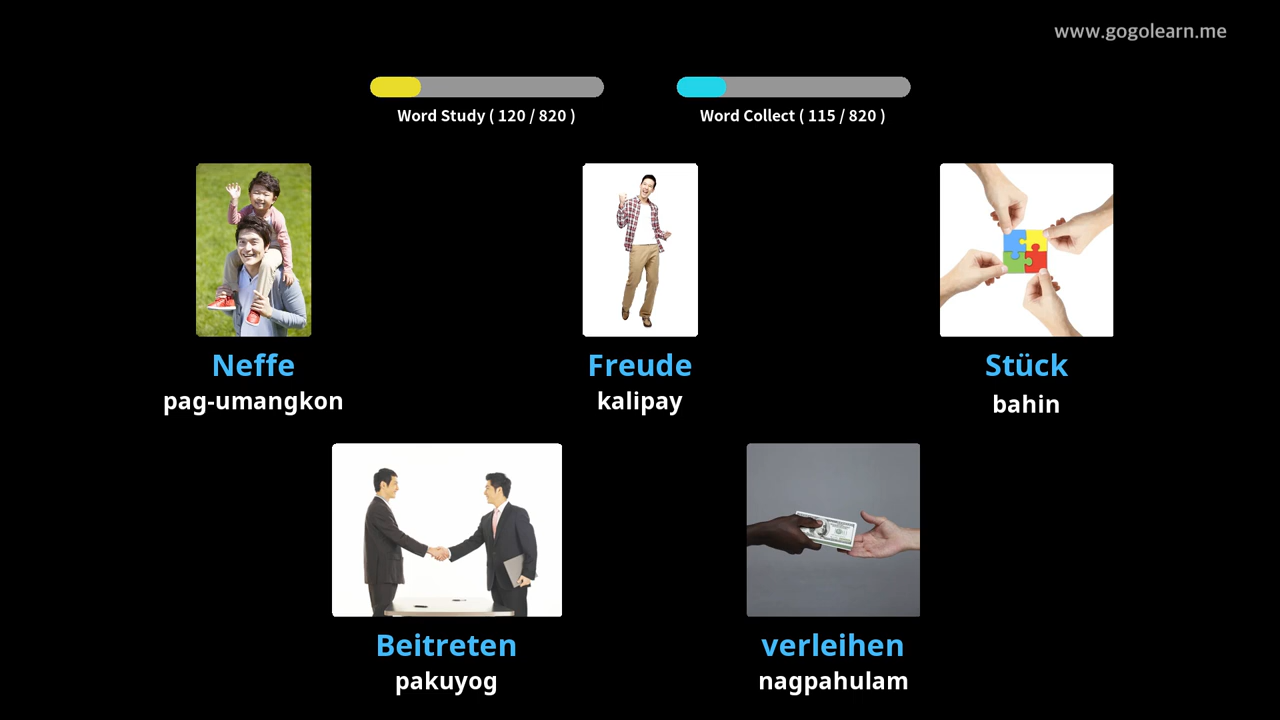 www.gogolearn.me
Word Study ( 120 / 820 )
Word Collect ( 115 / 820 )
Neffe
pag-umangkon
Freude
kalipay
Stück
bahin
Beitreten
pakuyog
verleihen
nagpahulam